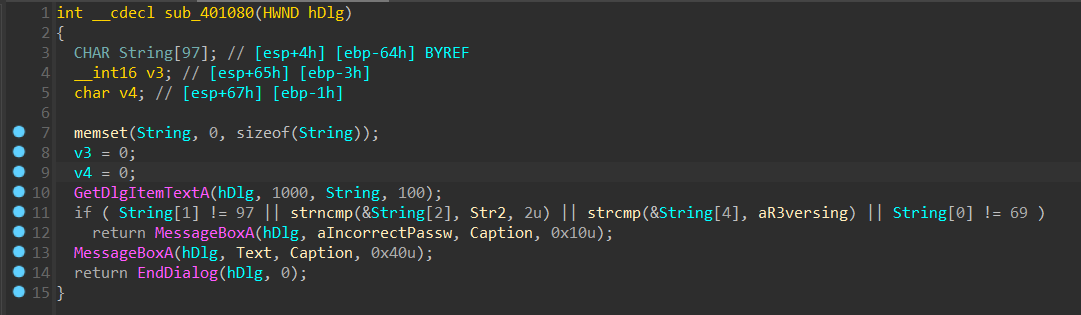 1 int __cdecl sub_401080(HWND hDlg)
2 {
3   CHAR String[97]; // [esp+4h] [ebp-64h] BYREF
4   __int16 v3; // [esp+65h] [ebp-3h]
5   char v4; // [esp+67h] [ebp-1h]
6
7   memset(String, 0, sizeof(String));
8   v3 = 0;
9   v4 = 0;
10   GetDlgItemTextA(hDlg, 1000, String, 100);
11   if ( String[1] != 97 || strncmp(&String[2], Str2, 2u) || strcmp(&String[4], aR3versing) || String[0] != 69 )
12     return MessageBoxA(hDlg, aIncorrectPassw, Caption, 0x10u);
13   MessageBoxA(hDlg, Text, Caption, 0x40u);
14   return EndDialog(hDlg, 0);
15 }